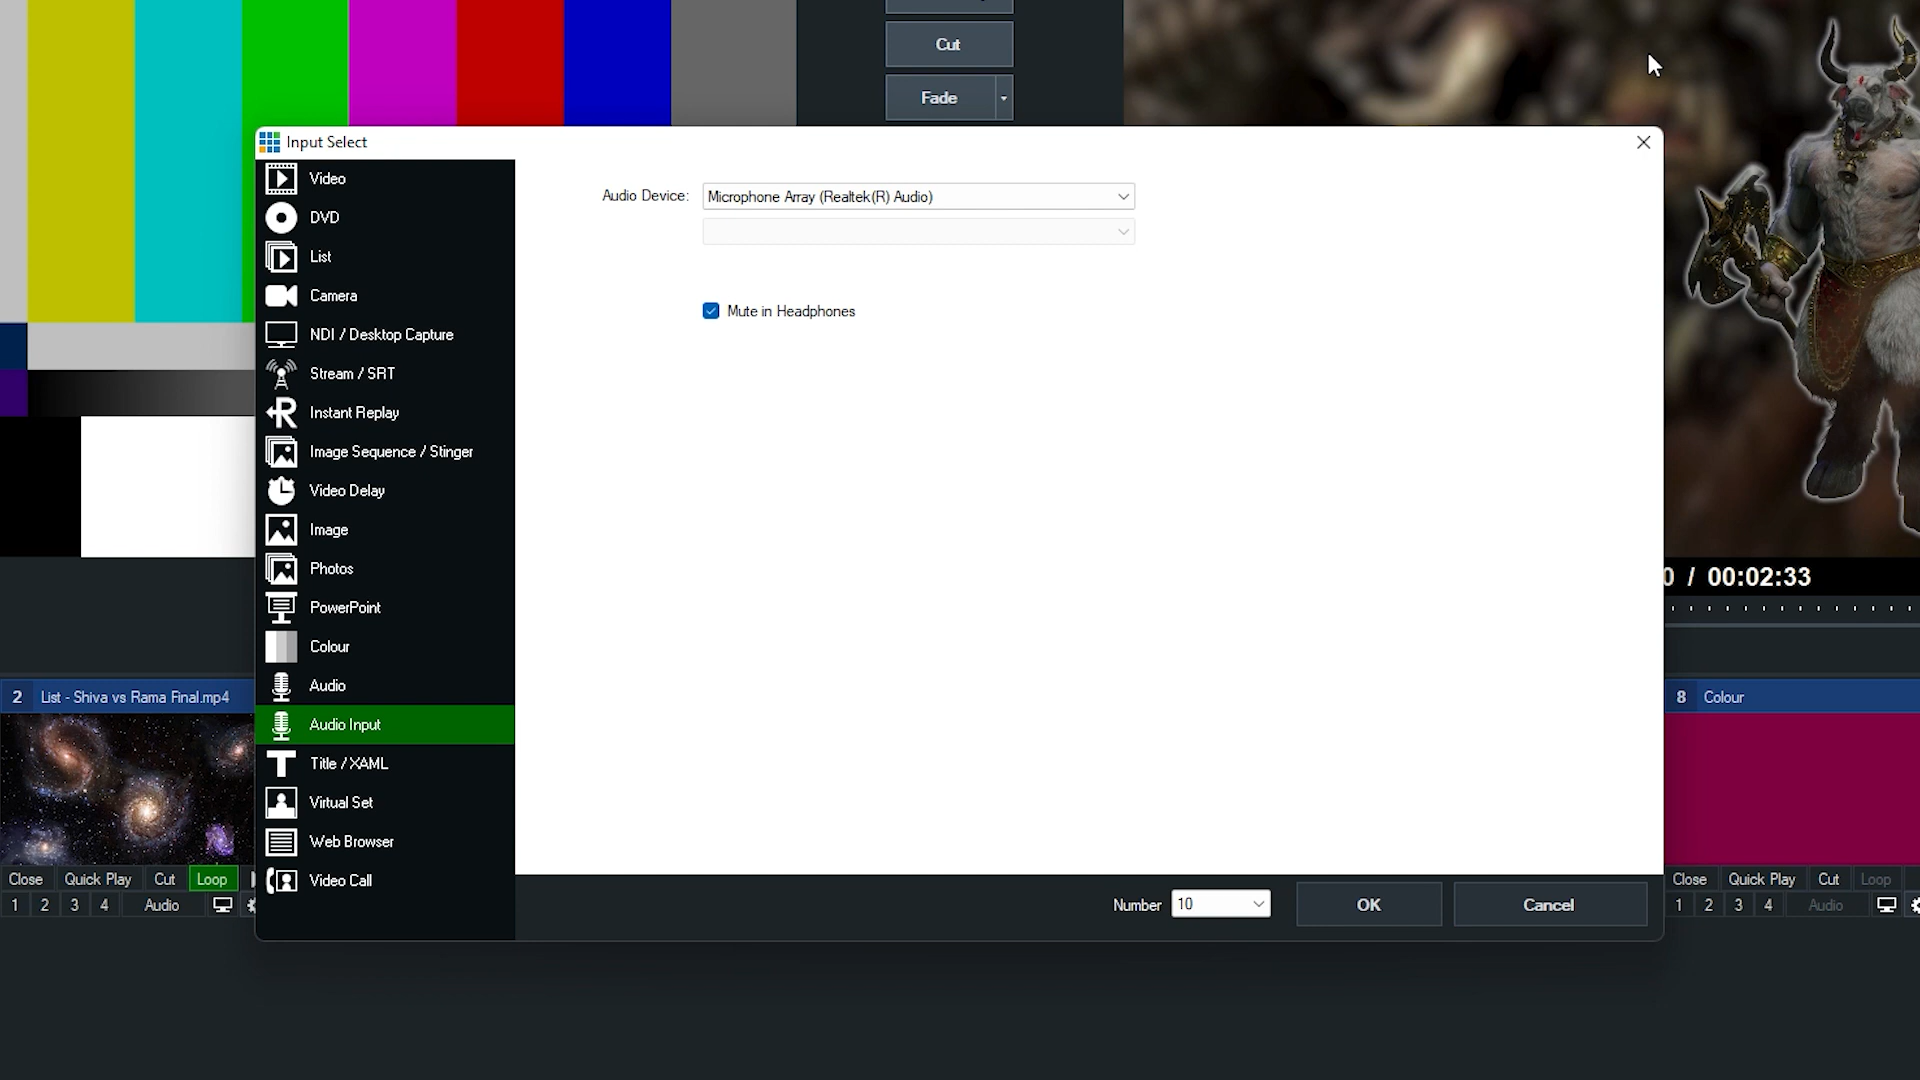 Cut
Fade
Input Select
Video
DVD
List
Camera
NDI / Desktop Capture
Stream / SRT
Instant Replay
Image Sequence / Stinger
Video Delay
Image
Photos
PowerPoint
Colour
Audio
Audio Input
Title / XAML
Virtual Set
Web Browser
Video Call
Audio Device: Microphone Array (Realtek(R) Audio)
Mute in Headphones
Number 10 OK Cancel
0 / 00:02:33
2 List - Shiva vs Rama Final.mp4
Close Quick Play Cut Loop
1 2 3 4 Audio
8 Colour
Close Quick Play Cut Loop
1 2 3 4 Audio